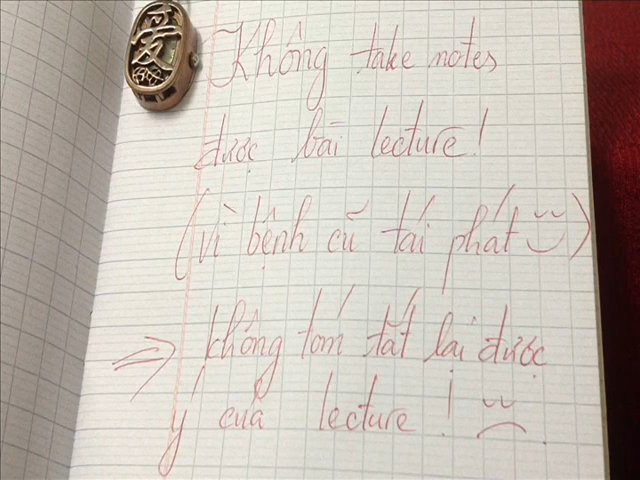 愛
Không take notes
được bài lecture!
(vì bệnh cũ tái phát)
=> không tóm tắt lại được
ý của lecture!